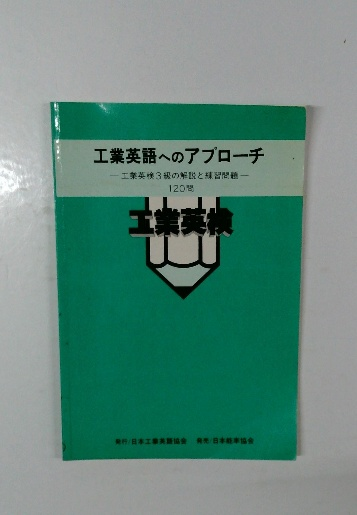 工業英語へのアプローチ
—工業英検3級の解説と練習問題—
120問
工業英検
発行/日本工業英語協会 発売/日本能率協会